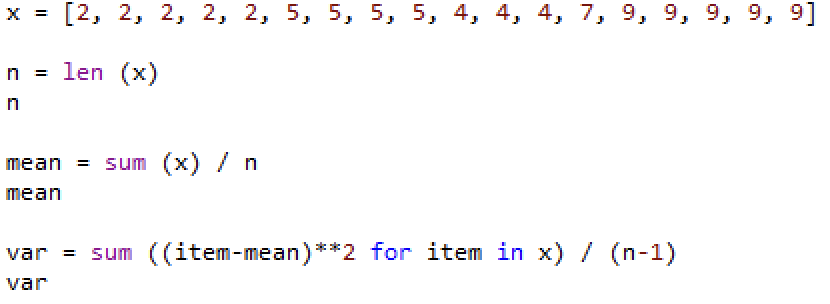 x = [2, 2, 2, 2, 2, 5, 5, 5, 5, 4, 4, 4, 7, 9, 9, 9, 9, 9]
n = len (x)
n
mean = sum (x) / n
mean
var = sum ((item-mean)**2 for item in x) / (n-1)
var